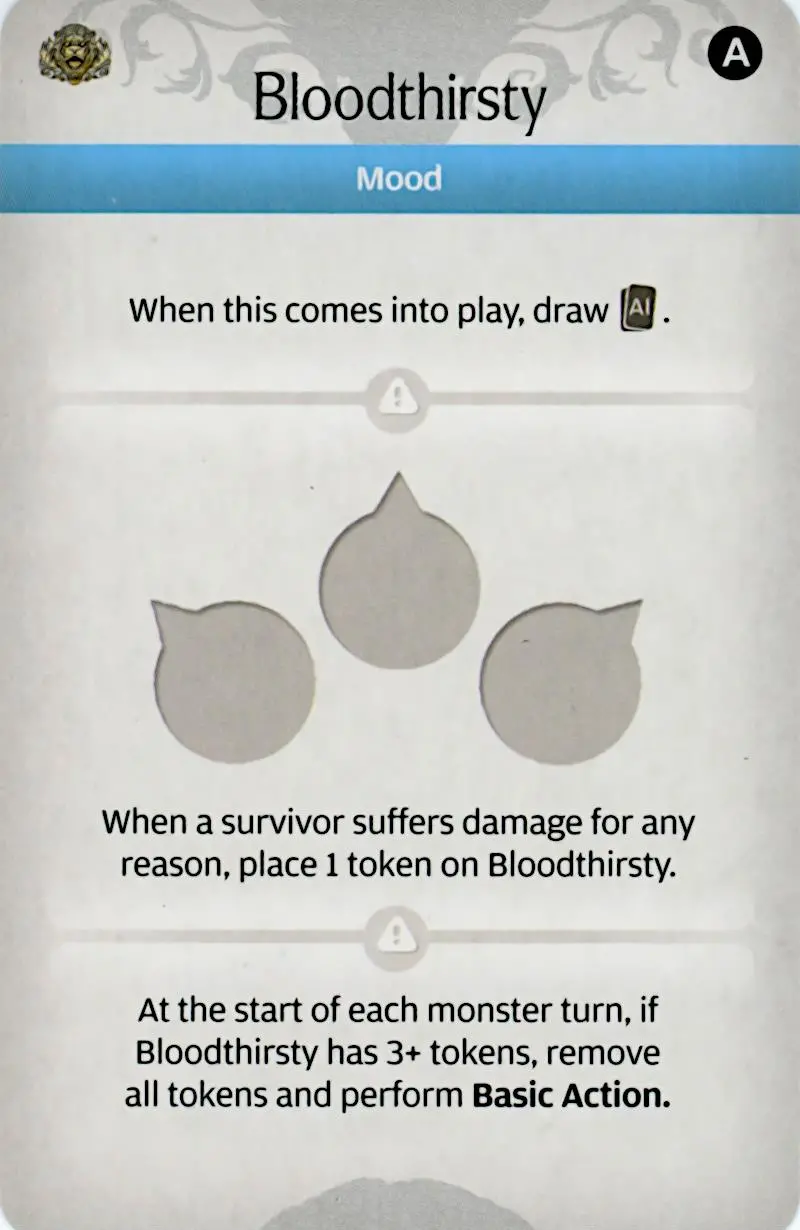 A
Bloodthirsty
Mood
When this comes into play, draw AI .
When a survivor suffers damage for any
reason, place 1 token on Bloodthirsty.
At the start of each monster turn, if
Bloodthirsty has 3+ tokens, remove
all tokens and perform Basic Action.